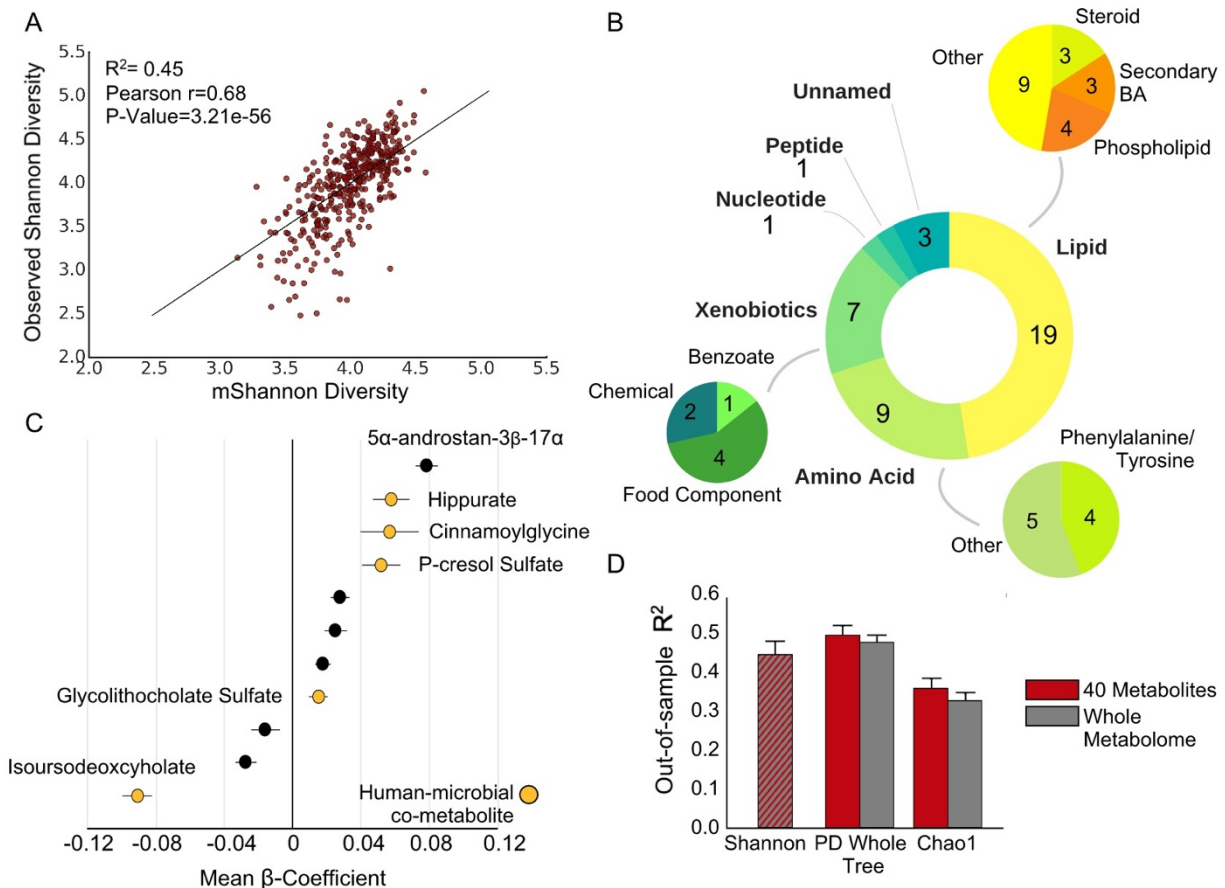 A
5.5
5.0
4.5
4.0
3.5
3.0
2.5
2.0
Observed Shannon Diversity
R²= 0.45
Pearson r=0.68
P-Value=3.21e-56
2.0 2.5 3.0 3.5 4.0 4.5 5.0 5.5
mShannon Diversity
B
Steroid
3
Other
9
Secondary
BA
3
4
Phospholipid
Unnamed
Peptide
1
Nucleotide
1
3
Lipid
19
Xenobiotics
7
Benzoate
Chemical
2
1
4
Food Component
9
Amino Acid
Phenylalanine/
Tyrosine
5
4
Other
C
5α-androstan-3β-17α
Hippurate
Cinnamoylglycine
P-cresol Sulfate
Glycolithocholate Sulfate
Isoursodeoxcyholate
Human-microbial
co-metabolite
-0.12 -0.08 -0.04 0 0.04 0.08 0.12
Mean β-Coefficient
D
0.6
0.5
0.4
0.3
0.2
0.1
0.0
Out-of-sample R²
Shannon PD Whole Chao1
Tree
40 Metabolites
Whole
Metabolome